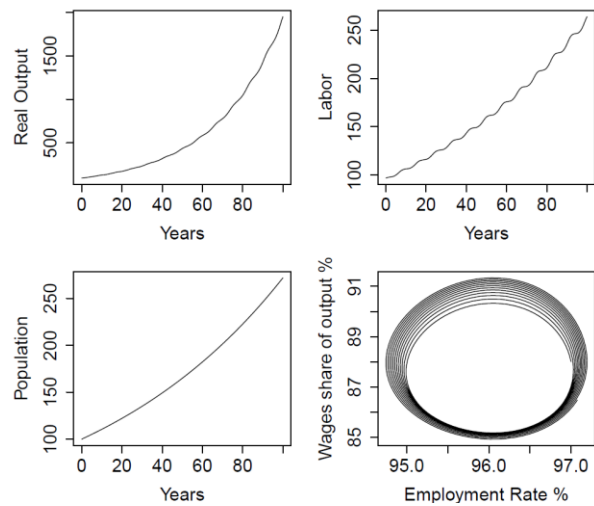 Real Output
500
1500
0 20 40 60 80
Years
Labor
100 150 200 250
0 20 40 60 80
Years
Population
100 150 250
0 20 40 60 80
Years
Wages share of output %
85 87 89 91
95.0 96.0 97.0
Employment Rate %